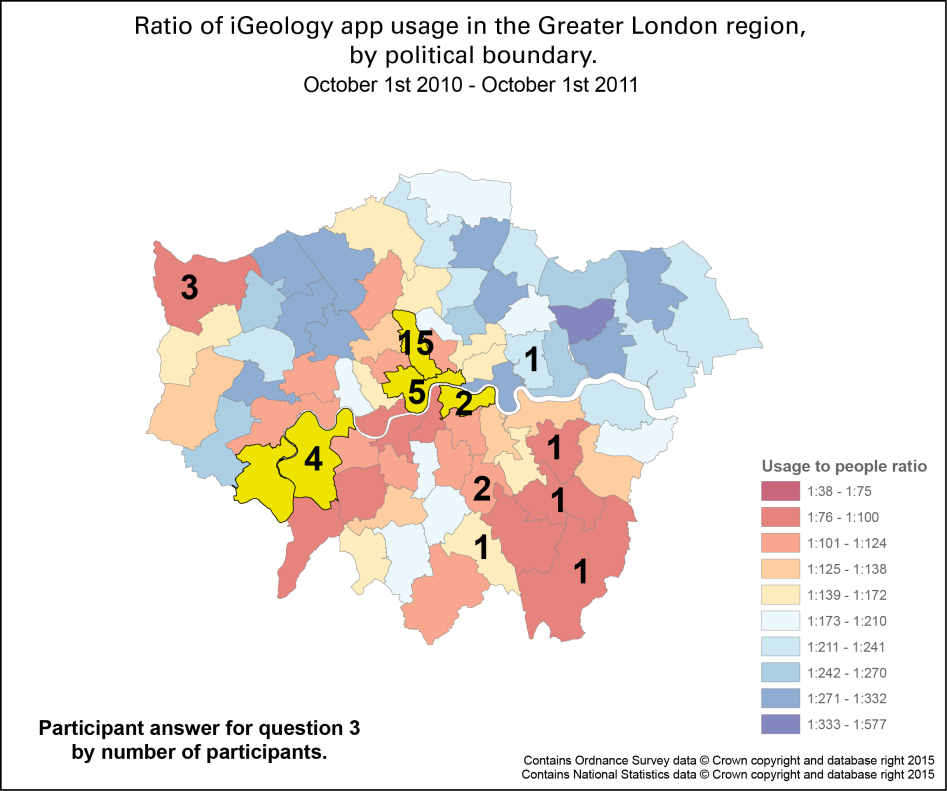 Ratio of iGeology app usage in the Greater London region,
by political boundary.
October 1st 2010 - October 1st 2011
3
15
1
5
2
4
1
2
1
1
1
Usage to people ratio
1:38 - 1:75
1:76 - 1:100
1:101 - 1:124
1:125 - 1:138
1:139 - 1:172
1:173 - 1:210
1:211 - 1:241
1:242 - 1:270
1:271 - 1:332
1:333 - 1:577
Participant answer for question 3
by number of participants.
Contains Ordnance Survey data © Crown copyright and database right 2015
Contains National Statistics data © Crown copyright and database right 2015